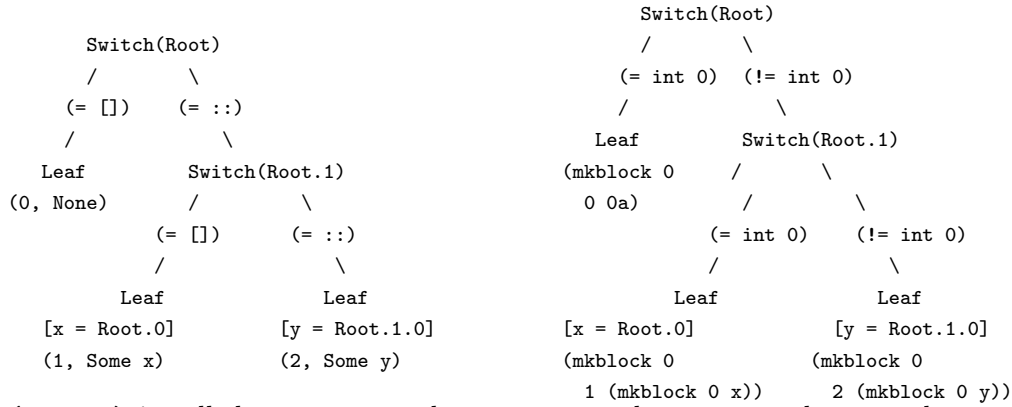 Switch(Root)
/ \
(= []) (= ::)
/ \
Leaf Switch(Root.1)
(0, None) / \
(= []) (= ::)
/ \
Leaf Leaf
[x = Root.0] [y = Root.1.0]
(1, Some x) (2, Some y)
Switch(Root)
/ \
(= int 0) (!= int 0)
/ \
Leaf Switch(Root.1)
(mkblock 0 / \
0 0a) / \
(= int 0) (!= int 0)
/ \
Leaf Leaf
[x = Root.0] [y = Root.1.0]
(mkblock 0 (mkblock 0
1 (mkblock 0 x)) 2 (mkblock 0 y))